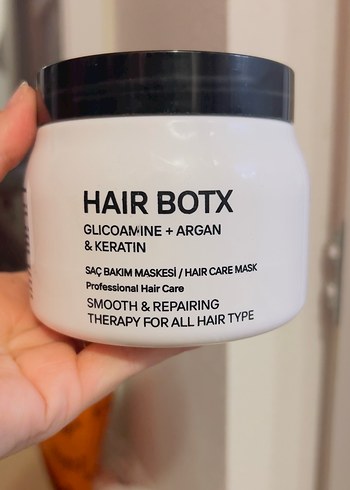 HAIR BOTX
GLICOAMINE + ARGAN
& KERATIN
SAÇ BAKIM MASKESİ / HAIR CARE MASK
Professional Hair Care
SMOOTH & REPAIRING
THERAPY FOR ALL HAIR TYPE